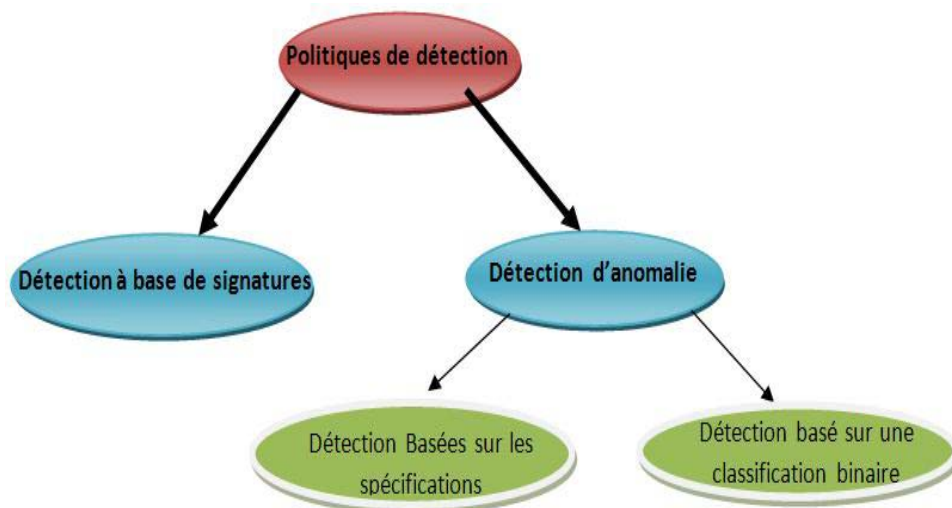 Politiques de détection
Détection à base de signatures
Détection d'anomalie
Détection Basées sur les
spécifications
Détection basé sur une
classification binaire